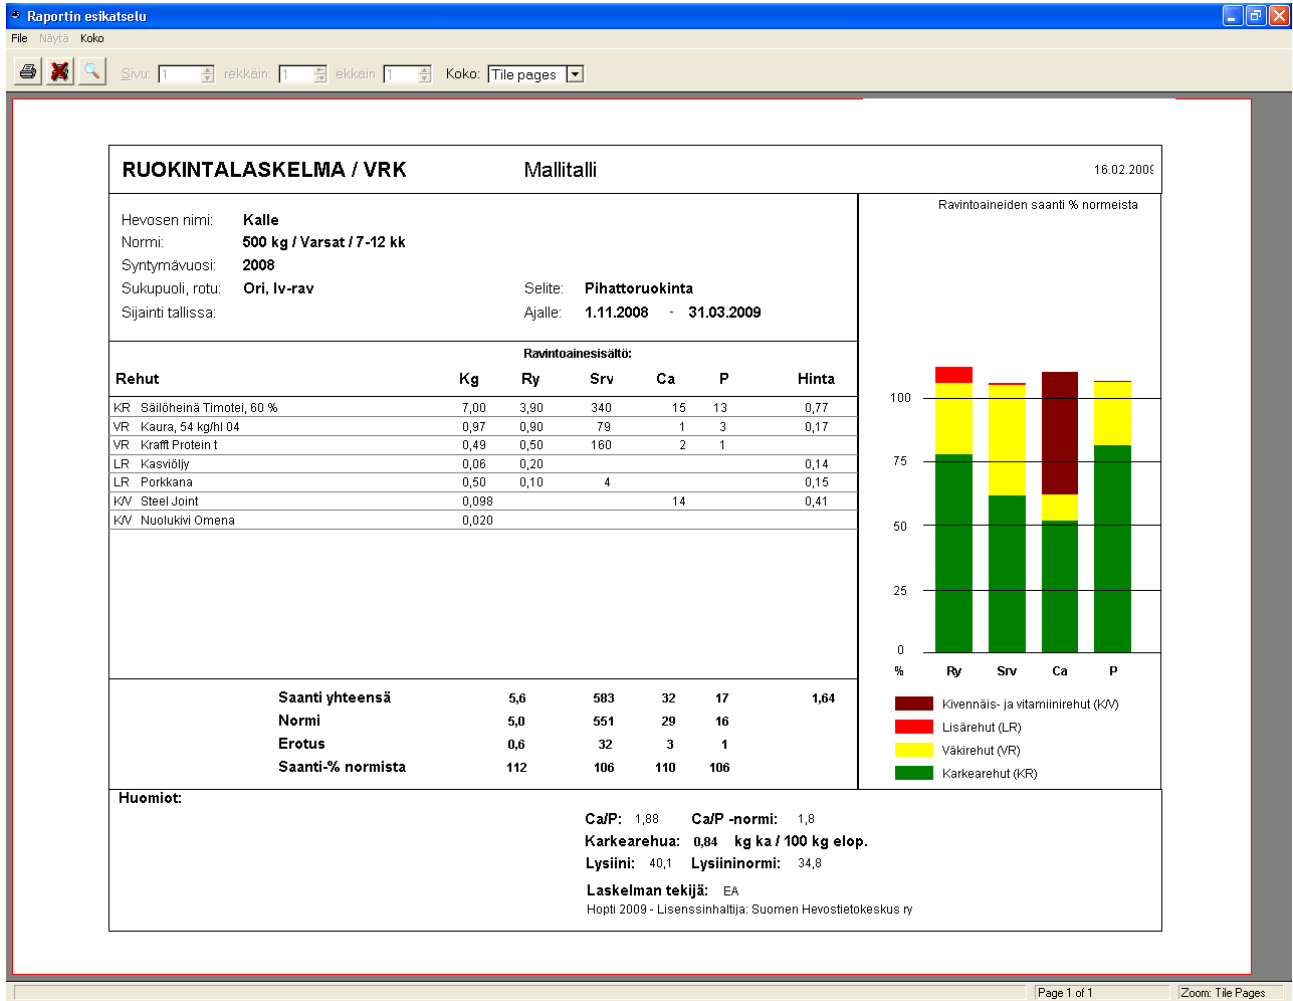 Raportin esikatselu
File Näytä Koko
Sivu: 1 rekkäin: 1 ekkain 1 Koko: Tile pages
RUOKINTALASKELMA / VRK Mallitalli 16.02.2009
Hevosen nimi: Kalle
Normi: 500 kg / Varsat / 7-12 kk
Syntymävuosi: 2008
Sukupuoli, rotu: Ori, lv-rav Selite: Pihattoruokinta
Sijainti tallissa: Ajalle: 1.11.2008 - 31.03.2009
Ravintoainesisältö:
Rehut Kg Ry Srv Ca P Hinta
KR Säilöheinä Timotei, 60 % 7,00 3,90 340 15 13 0,77
VR Kaura, 54 kg/hl 04 0,97 0,90 79 1 3 0,17
VR Krafft Protein t 0,49 0,50 160 2 1
LR Kasviöljy 0,06 0,20 0,14
LR Porkkana 0,50 0,10 4 0,15
K/V Steel Joint 0,098 14 0,41
K/V Nuolukivi Omena 0,020
Saanti yhteensä 5,6 583 32 17 1,64
Normi 5,0 551 29 16
Erotus 0,6 32 3 1
Saanti-% normista 112 106 110 106
Ravintoaineiden saanti % normeista
100
75
50
25
0
% Ry Srv Ca P
Kivennäis- ja vitamiinirehut (K/V)
Lisärehut (LR)
Väkirehut (VR)
Karkearehut (KR)
Huomiot:
Ca/P: 1,88 Ca/P -normi: 1,8
Karkearehua: 0,84 kg ka / 100 kg elop.
Lysiini: 40,1 Lysiininormi: 34,8
Laskelman tekijä: EA
Hopti 2009 - Lisenssinhaltija: Suomen Hevostietokeskus ry
Page 1 of 1 Zoom: Tile Pages